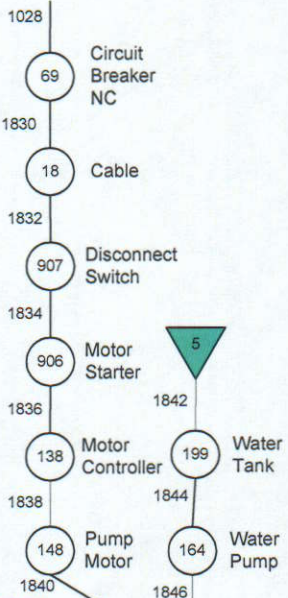 1028
69
Circuit
Breaker
NC
1830
18
Cable
1832
907
Disconnect
Switch
1834
906
Motor
Starter
5
1836
1842
138
Motor
Controller
199
Water
Tank
1838
1844
148
Pump
Motor
164
Water
Pump
1840
1846